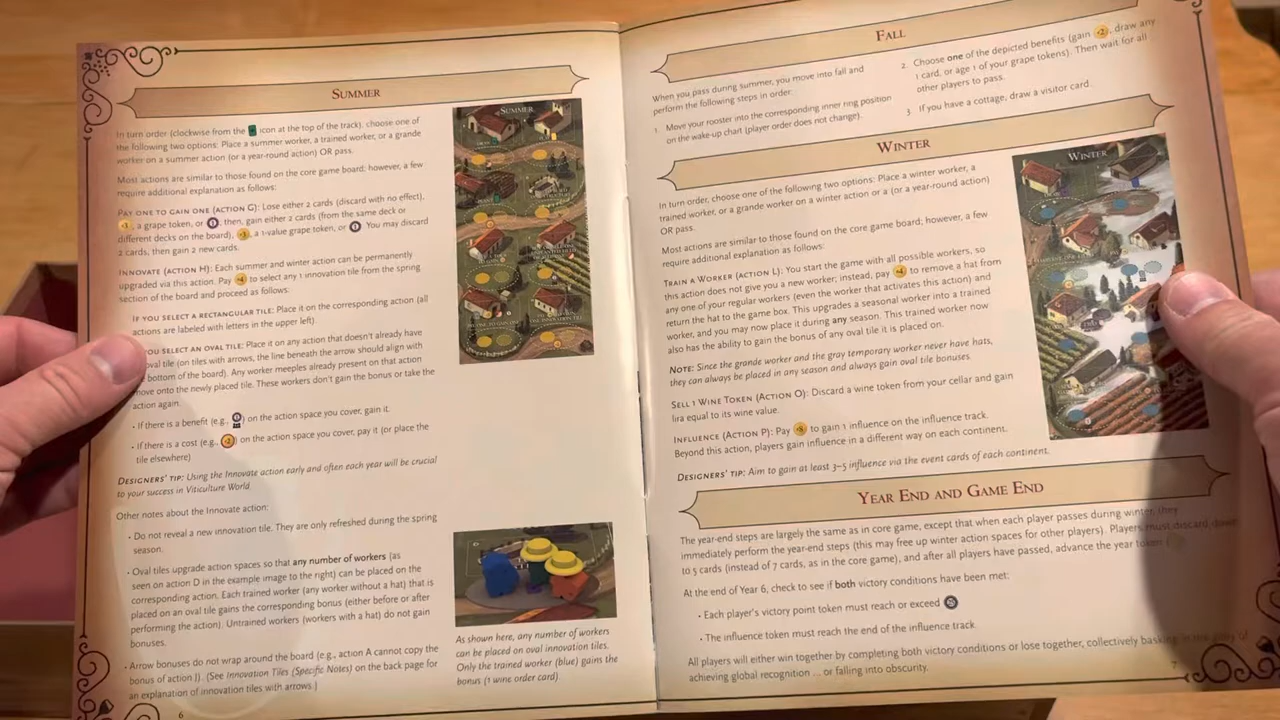 SUMMER
In turn order (clockwise from the icon at the top of the track), choose one of
the following two options: Place a summer worker, a trained worker, or a grande
worker on a summer action (or a year-round action) OR pass.
Most actions are similar to those found on the core game board; however, a few
require additional explanation as follows:
PAY ONE TO GAIN ONE (ACTION G): Lose either 2 cards (discard with no effect),
a grape token, or then, gain either 2 cards (from the same deck or
different decks on the board), a 1-value grape token, or You may discard
2 cards, then gain 2 new cards.
INNOVATE (ACTION H): Each summer and winter action can be permanently
upgraded via this action. Pay to select any 1 innovation tile from the spring
section of the board and proceed as follows:
IF YOU SELECT A RECTANGULAR TILE: Place it on the corresponding action (all
actions are labeled with letters in the upper left).
YOU SELECT AN OVAL TILE: Place it on any action that doesn't already have
oval tile (on tiles with arrows, the line beneath the arrow should align with
bottom of the board). Any worker meeples already present on that action
move onto the newly placed tile. These workers don't gain the bonus or take the
action again.
• If there is a benefit (e.g., ) on the action space you cover, gain it.
• If there is a cost (e.g., ) on the action space you cover, pay it (or place the
tile elsewhere)
DESIGNERS' TIP: Using the Innovate action early and often each year will be crucial
to your success in Viticulture World.
Other notes about the Innovate action:
• Do not reveal a new innovation tile. They are only refreshed during the spring
season.
• Oval tiles upgrade action spaces so that any number of workers (as
seen on action D in the example image to the right) can be placed on the
corresponding action. Each trained worker (any worker without a hat) that is
placed on an oval tile gains the corresponding bonus (either before or after
performing the action). Untrained workers (workers with a hat) do not gain
bonuses.
• Arrow bonuses do not wrap around the board (e.g., action A cannot copy the
bonus of action J). (See Innovation Tiles (Specific Notes) on the back page for
an explanation of innovation tiles with arrows.)
6
SUMMER
As shown here, any number of workers
can be placed on oval innovation tiles.
Only the trained worker (blue) gains the
bonus (1 wine order card).
FALL
When you pass during summer, you move into fall and
perform the following steps in order:
1. Move your rooster into the corresponding inner ring position
on the wake-up chart (player order does not change).
2. Choose one of the depicted benefits (gain , draw any
1 card, or age 1 of your grape tokens). Then wait for all
other players to pass.
3. If you have a cottage, draw a visitor card.
WINTER
In turn order, choose one of the following two options: Place a winter worker, a
trained worker, or a grande worker on a winter action or a (or a year-round action)
OR pass.
Most actions are similar to those found on the core game board; however, a few
require additional explanation as follows:
TRAIN A WORKER (ACTION L): You start the game with all possible workers, so
this action does not give you a new worker; instead, pay to remove a hat from
any one of your regular workers (even the worker that activates this action) and
return the hat to the game box. This upgrades a seasonal worker into a trained
worker, and you may now place it during any season. This trained worker now
also has the ability to gain the bonus of any oval tile it is placed on.
NOTE: Since the grande worker and the gray temporary worker never have hats,
they can always be placed in any season and always gain oval tile bonuses.
SELL 1 WINE TOKEN (ACTION O): Discard a wine token from your cellar and gain
lira equal to its wine value.
INFLUENCE (ACTION P): Pay to gain 1 influence on the influence track.
Beyond this action, players gain influence in a different way on each continent.
DESIGNERS' TIP: Aim to gain at least 3–5 influence via the event cards of each continent.
WINTER
YEAR END AND GAME END
The year-end steps are largely the same as in core game, except that when each player passes during winter, they
immediately perform the year-end steps (this may free up winter action spaces for other players). Players must discard down
to 5 cards (instead of 7 cards, as in the core game), and after all players have passed, advance the year token
At the end of Year 6, check to see if both victory conditions have been met:
• Each player's victory point token must reach or exceed
• The influence token must reach the end of the influence track.
All players will either win together by completing both victory conditions or lose together, collectively basking in the glory of
achieving global recognition ... or falling into obscurity.
7